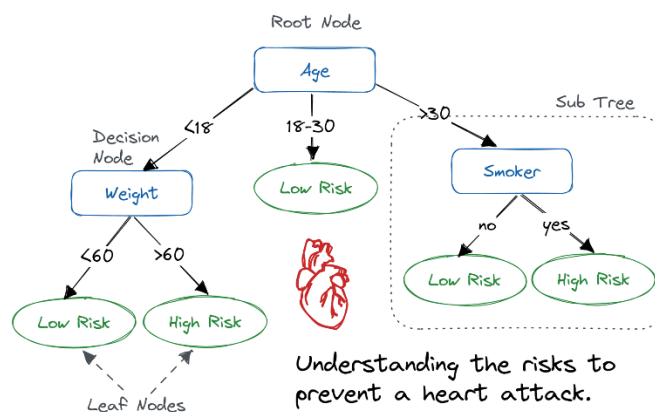 Root Node
Age
Sub Tree
<18
18-30
>30
Decision
Node
Weight
Low Risk
Smoker
<60
>60
no
yes
Low Risk
High Risk
Low Risk
High Risk
Understanding the risks to
prevent a heart attack.
Leaf Nodes